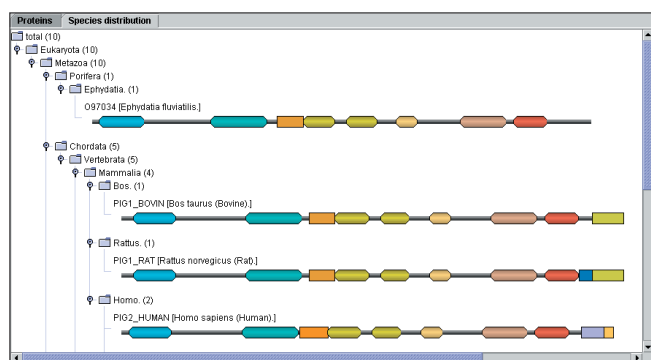 Proteins Species distribution
total (10)
Eukaryota (10)
Metazoa (10)
Porifera (1)
Ephydatia. (1)
O97034 [Ephydatia fluviatilis.]
Chordata (5)
Vertebrata (5)
Mammalia (4)
Bos. (1)
PIG1_BOVIN [Bos taurus (Bovine).]
Rattus. (1)
PIG1_RAT [Rattus norvegicus (Rat).]
Homo. (2)
PIG2_HUMAN [Homo sapiens (Human).]